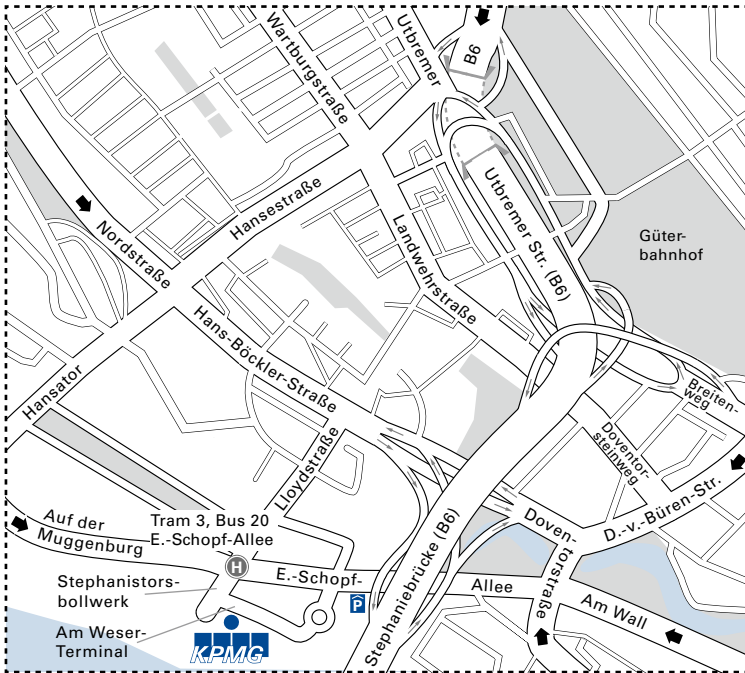 Wartburgstraße
Utbremer
B6
Nordstraße
Hansestraße
Landwehrstraße
Utbremer Str. (B6)
Güter-
bahnhof
Hans-Böckler-Straße
Hansator
Breiten-
weg
Lloydstraße
Doventor-
steinweg
D.-v.-Büren-Str.
Auf der
Muggenburg
Tram 3, Bus 20
E.-Schopf-Allee
H
Stephaniebrücke (B6)
Doven-
torstraße
E.-Schopf-
Allee
Stephanistors-
bollwerk
P
Am Wall
Am Weser-
Terminal
KPMG